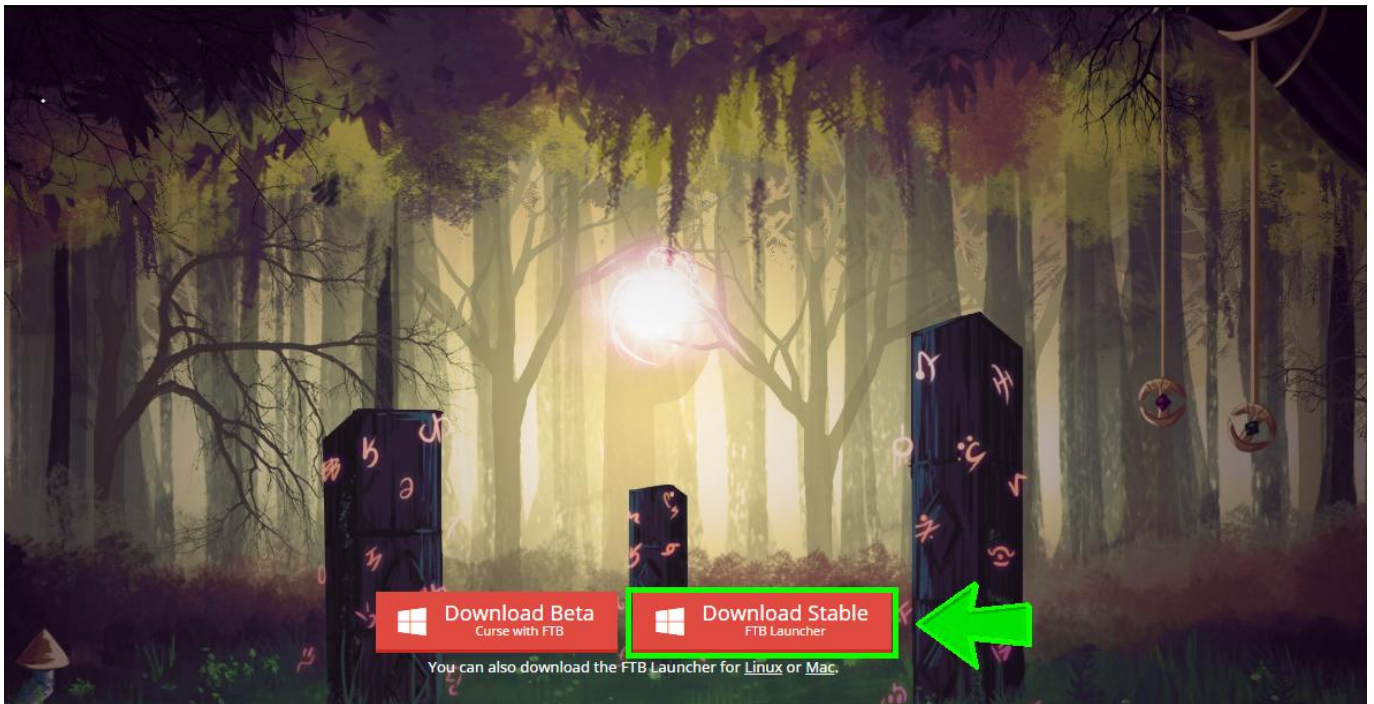 Download Beta
Curse with FTB
Download Stable
FTB Launcher
You can also download the FTB Launcher for Linux or Mac.